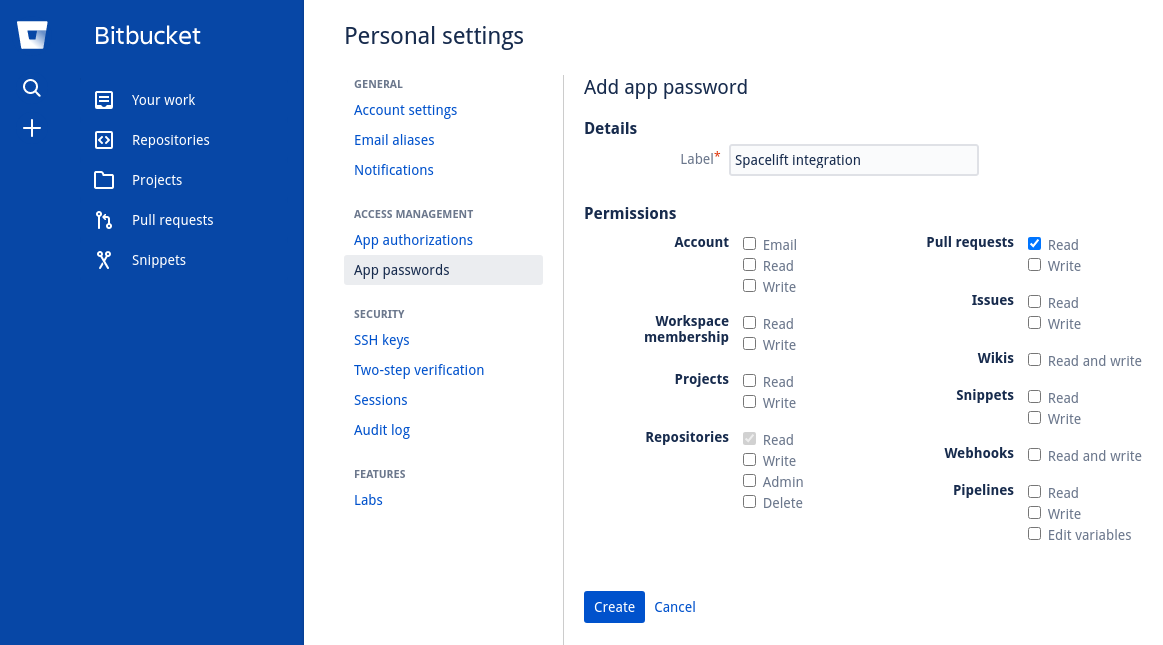 Bitbucket
Your work
Repositories
Projects
Pull requests
Snippets
Personal settings
GENERAL
Account settings
Email aliases
Notifications
ACCESS MANAGEMENT
App authorizations
App passwords
SECURITY
SSH keys
Two-step verification
Sessions
Audit log
FEATURES
Labs
Add app password
Details
Label* Spacelift integration
Permissions
Account
Email
Read
Write
Workspace
membership
Read
Write
Projects
Read
Write
Repositories
Read
Write
Admin
Delete
Pull requests
Read
Write
Issues
Read
Write
Wikis
Read and write
Snippets
Read
Write
Webhooks
Read and write
Pipelines
Read
Write
Edit variables
Create Cancel